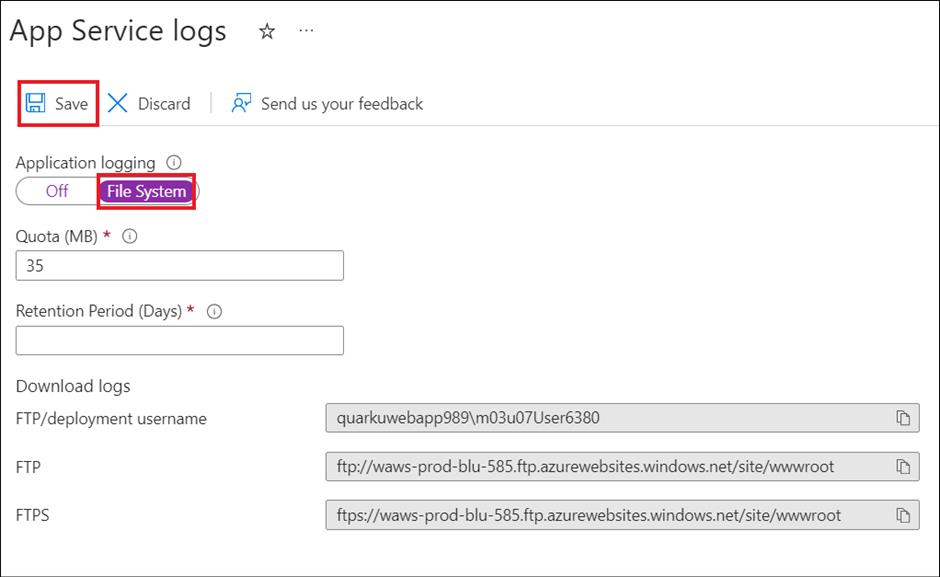 App Service logs ...
Save Discard Send us your feedback
Application logging
Off File System
Quota (MB) *
35
Retention Period (Days) *
Download logs
FTP/deployment username quarkuwebapp989\m03u07User6380
FTP ftp://waws-prod-blu-585.ftp.azurewebsites.windows.net/site/wwwroot
FTPS ftps://waws-prod-blu-585.ftp.azurewebsites.windows.net/site/wwwroot